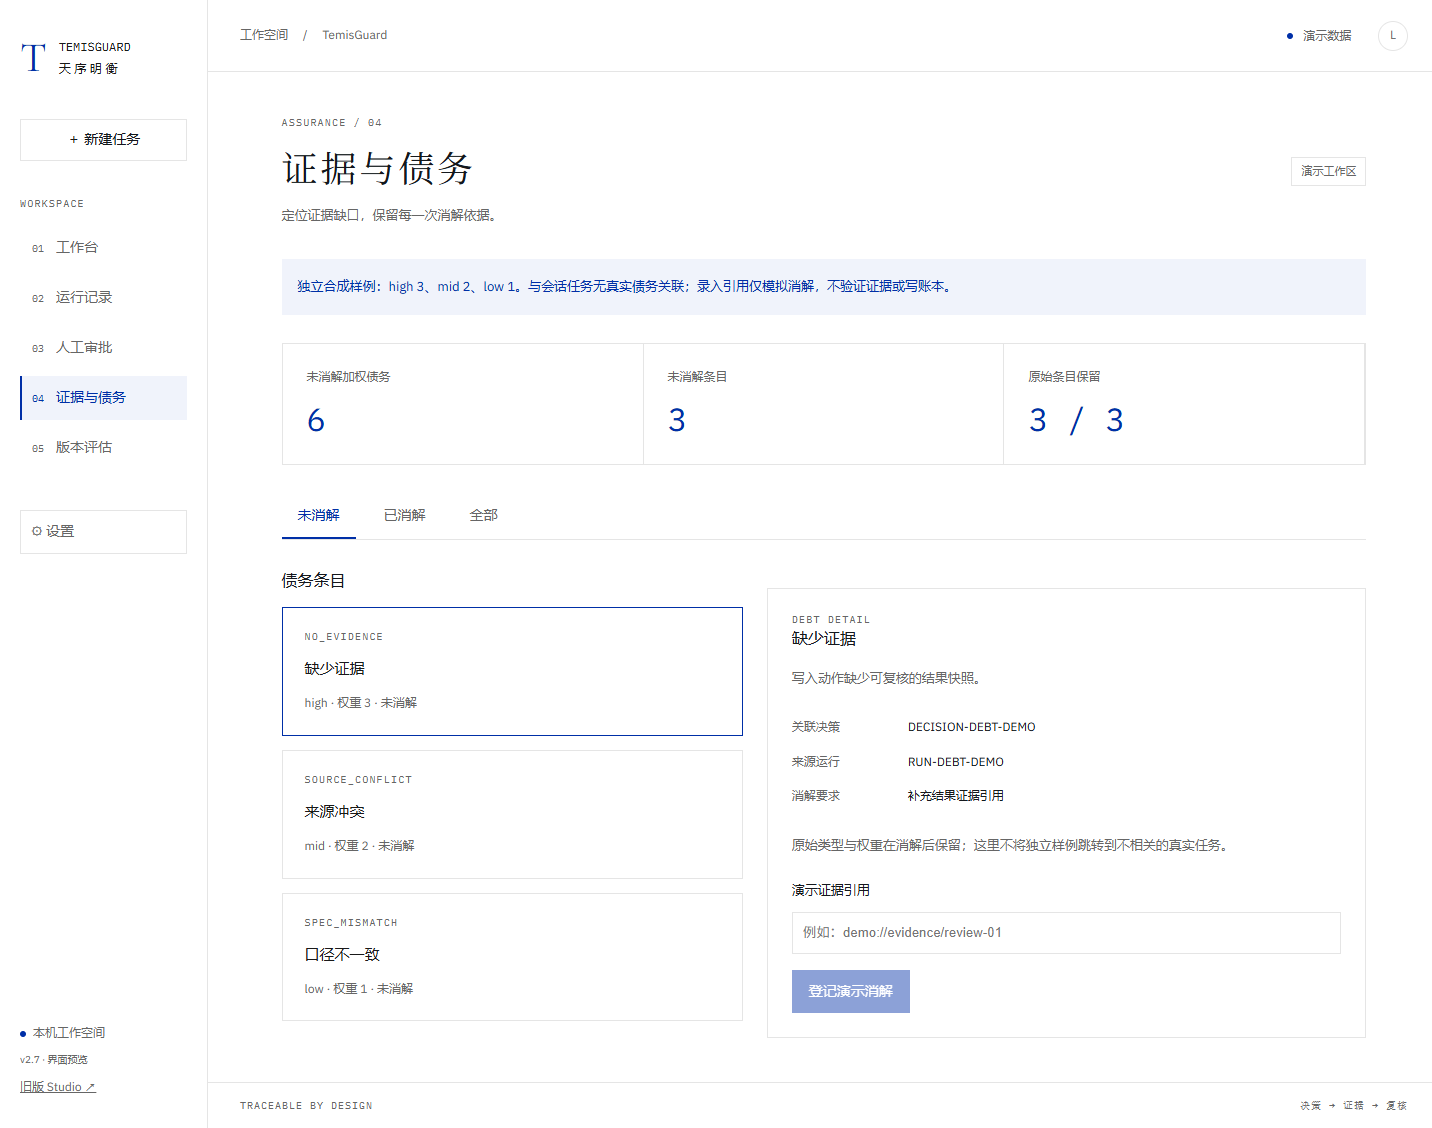 T
TEMISGUARD
天序明衡
+ 新建任务
WORKSPACE
01 工作台
02 运行记录
03 人工审批
04 证据与债务
05 版本评估
⚙ 设置
本机工作空间
v2.7 · 界面预览
旧版 Studio ↗
工作空间 / TemisGuard
演示数据
L
ASSURANCE / 04
证据与债务
演示工作区
定位证据缺口，保留每一次消解依据。
独立合成样例：high 3、mid 2、low 1。与会话任务无真实债务关联；录入引用仅模拟消解，不验证证据或写账本。
未消解加权债务
6
未消解条目
3
原始条目保留
3 / 3
未消解 已消解 全部
债务条目
NO_EVIDENCE
缺少证据
high · 权重 3 · 未消解
SOURCE_CONFLICT
来源冲突
mid · 权重 2 · 未消解
SPEC_MISMATCH
口径不一致
low · 权重 1 · 未消解
DEBT DETAIL
缺少证据
写入动作缺少可复核的结果快照。
关联决策 DECISION-DEBT-DEMO
来源运行 RUN-DEBT-DEMO
消解要求 补充结果证据引用
原始类型与权重在消解后保留；这里不将独立样例跳转到不相关的真实任务。
演示证据引用
例如：demo://evidence/review-01
登记演示消解
TRACEABLE BY DESIGN
决策 → 证据 → 复核